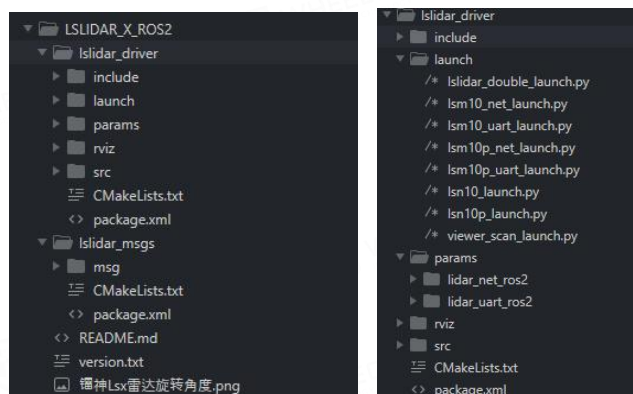 LSLIDAR_X_ROS2
lslidar_driver
include
launch
params
rviz
src
CMakeLists.txt
package.xml
lslidar_msgs
msg
CMakeLists.txt
package.xml
README.md
version.txt
镭神Lsx雷达旋转角度.png
lslidar_driver
include
launch
lslidar_double_launch.py
lsm10_net_launch.py
lsm10_uart_launch.py
lsm10p_net_launch.py
lsm10p_uart_launch.py
lsn10_launch.py
lsn10p_launch.py
viewer_scan_launch.py
params
lidar_net_ros2
lidar_uart_ros2
rviz
src
CMakeLists.txt
package.xml